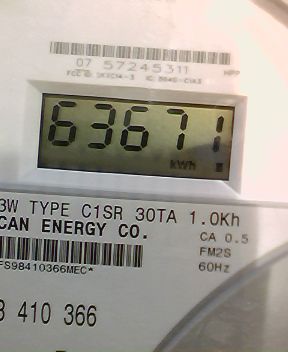 07 57245311
63671
kWh
3W TYPE C1SR 30TA 1.0Kh
CAN ENERGY CO.
CA 0.5
FM2S
60Hz
FS98410366MEC*
8 410 366